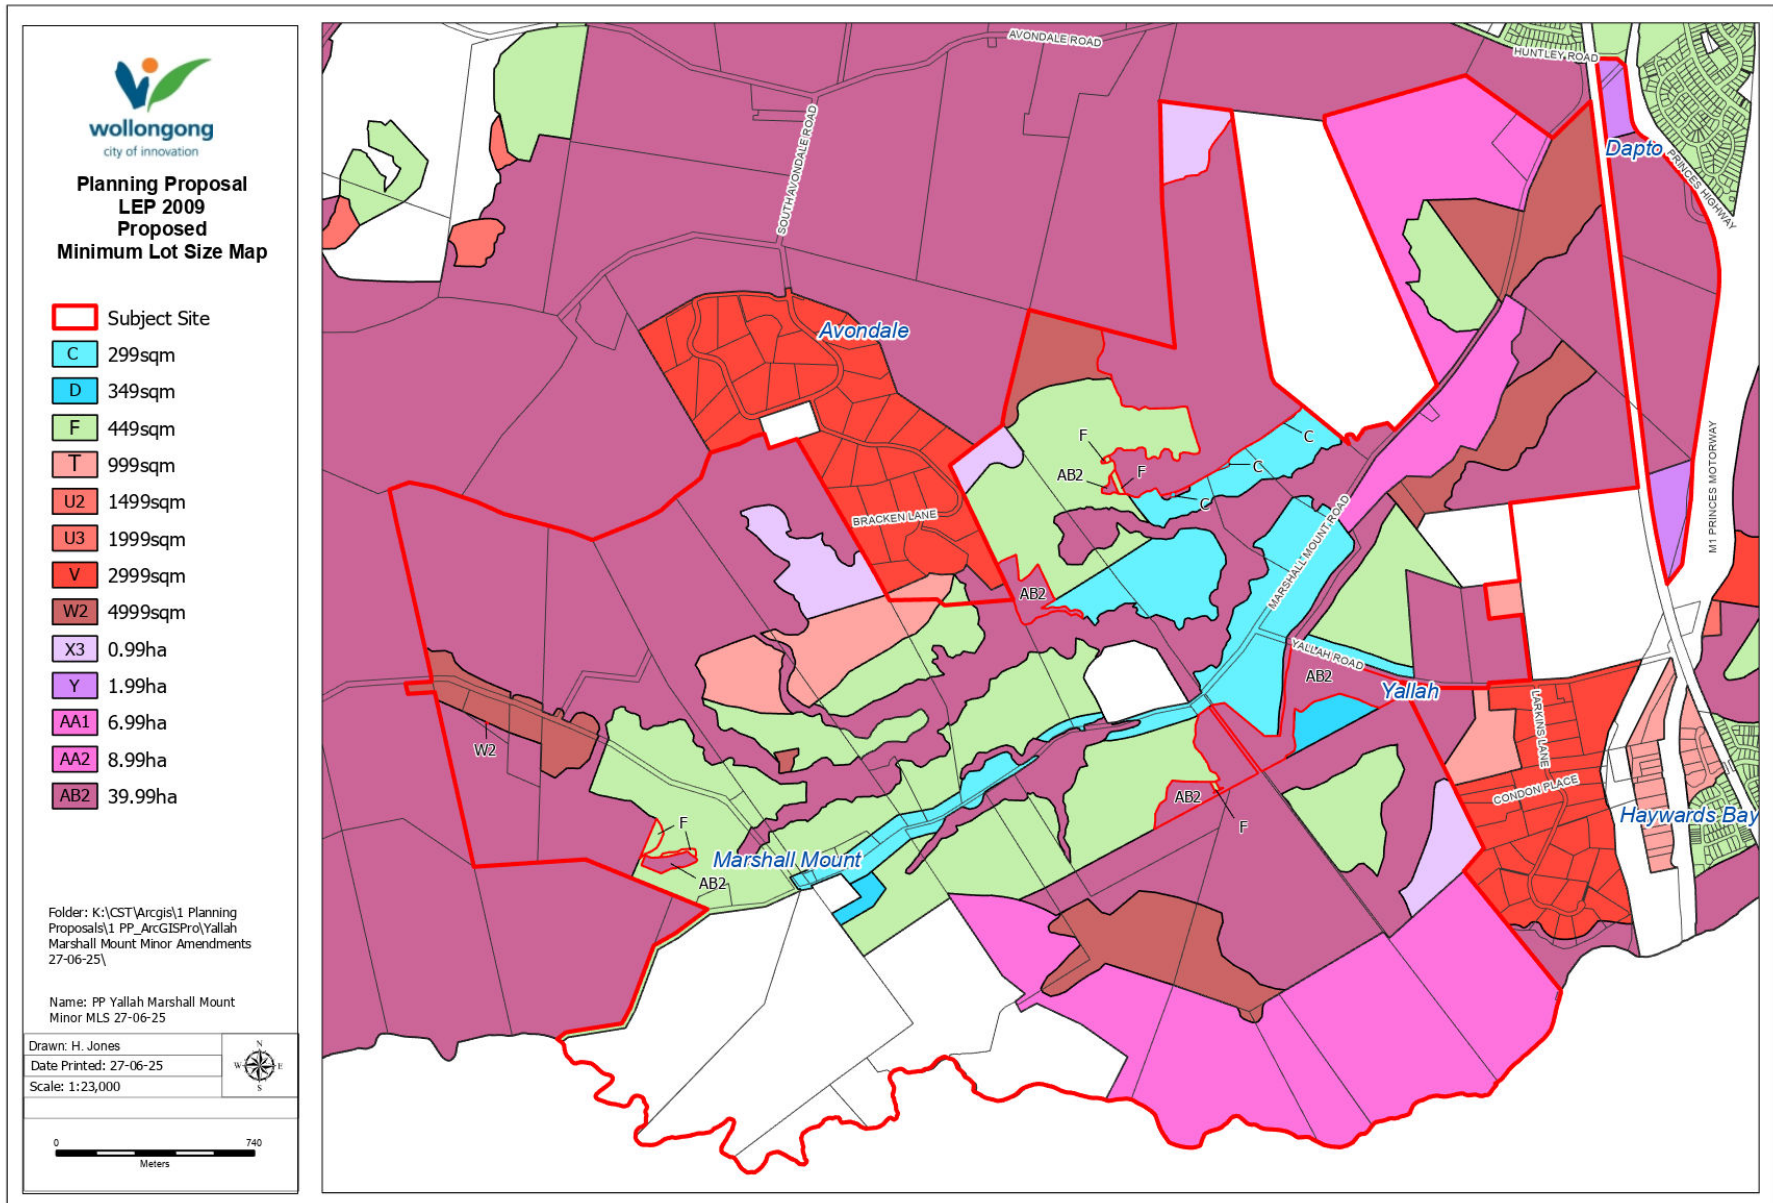 wollongong
city of innovation
Planning Proposal
LEP 2009
Proposed
Minimum Lot Size Map
Subject Site
C 299sqm
D 349sqm
F 449sqm
T 999sqm
U2 1499sqm
U3 1999sqm
V 2999sqm
W2 4999sqm
X3 0.99ha
Y 1.99ha
AA1 6.99ha
AA2 8.99ha
AB2 39.99ha
Folder: K:\CST\Arcgis\1 Planning
Proposals\1 PP_ArcGISPro\Yallah
Marshall Mount Minor Amendments
27-06-25\
Name: PP Yallah Marshall Mount
Minor MLS 27-06-25
Drawn: H. Jones
Date Printed: 27-06-25
Scale: 1:23,000
N
W E
S
0 740
Meters
AVONDALE ROAD
HUNTLEY ROAD
SOUTH AVONDALE ROAD
Dapto
PRINCES HIGHWAY
Avondale
F
C
AB2
F
C
C
BRACKEN LANE
MARSHALL MOUNT ROAD
M1 PRINCES MOTORWAY
AB2
YALLAH ROAD
AB2
Yallah
LARKINS LANE
W2
CONDON PLACE
AB2
Haywards Bay
F
F
Marshall Mount
AB2